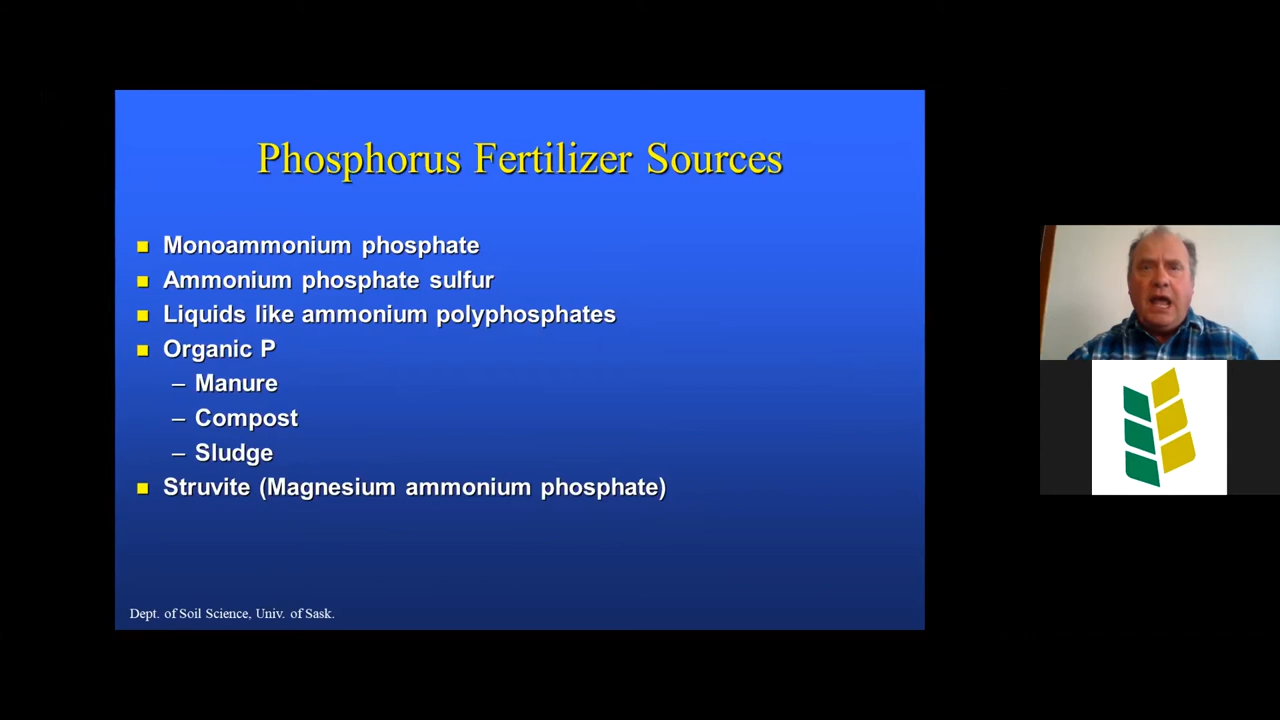 Phosphorus Fertilizer Sources
Monoammonium phosphate
Ammonium phosphate sulfur
Liquids like ammonium polyphosphates
Organic P
– Manure
– Compost
– Sludge
Struvite (Magnesium ammonium phosphate)
Dept. of Soil Science, Univ. of Sask.